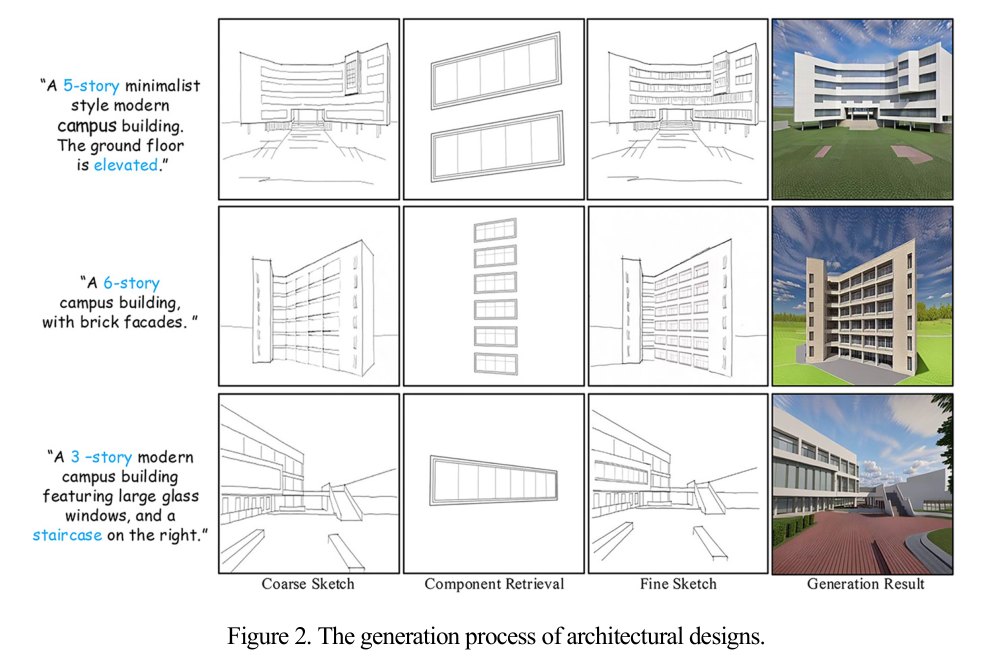 “A 5-story minimalist
style modern
campus building.
The ground floor
is elevated.”
“A 6-story
campus building,
with brick facades. ”
“A 3 –story modern
campus building
featuring large glass
windows, and a
staircase on the right.”
Coarse Sketch
Component Retrieval
Fine Sketch
Generation Result
Figure 2. The generation process of architectural designs.